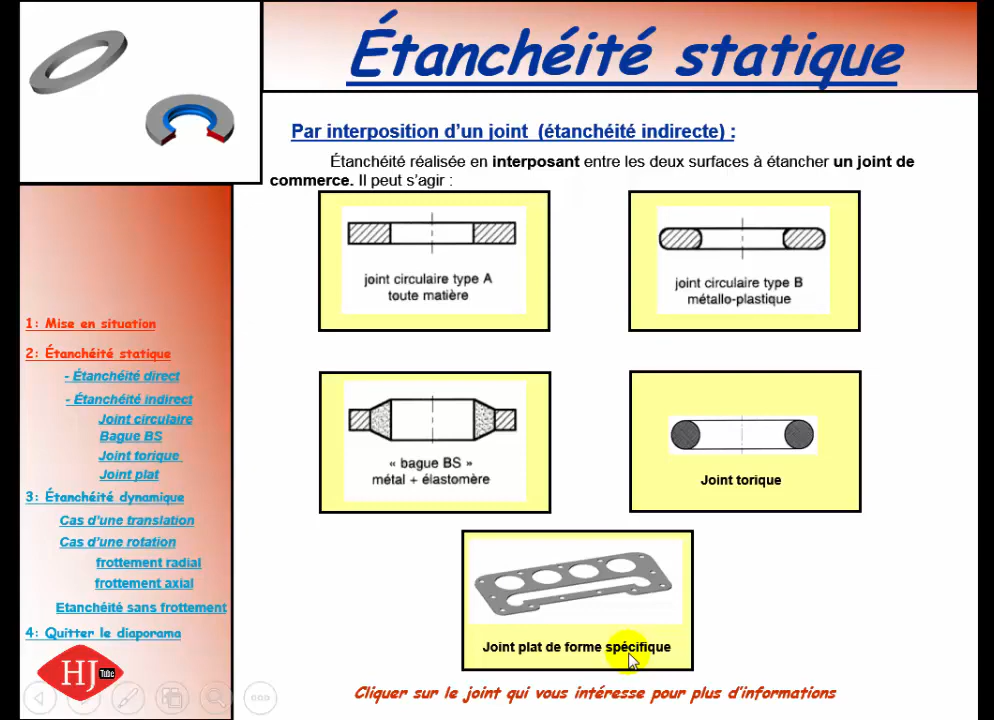 Étanchéité statique
Par interposition d’un joint (étanchéité indirecte) :
Étanchéité réalisée en interposant entre les deux surfaces à étancher un joint de
commerce. Il peut s’agir :
joint circulaire type A
toute matière
joint circulaire type B
métallo-plastique
« bague BS »
métal + élastomère
Joint torique
Joint plat de forme spécifique
Cliquer sur le joint qui vous intéresse pour plus d’informations
1: Mise en situation
2: Étanchéité statique
- Étanchéité direct
- Étanchéité indirect
Joint circulaire
Bague BS
Joint torique
Joint plat
3: Étanchéité dynamique
Cas d’une translation
Cas d’une rotation
frottement radial
frottement axial
Etanchéité sans frottement
4: Quitter le diaporama
HJ Tube